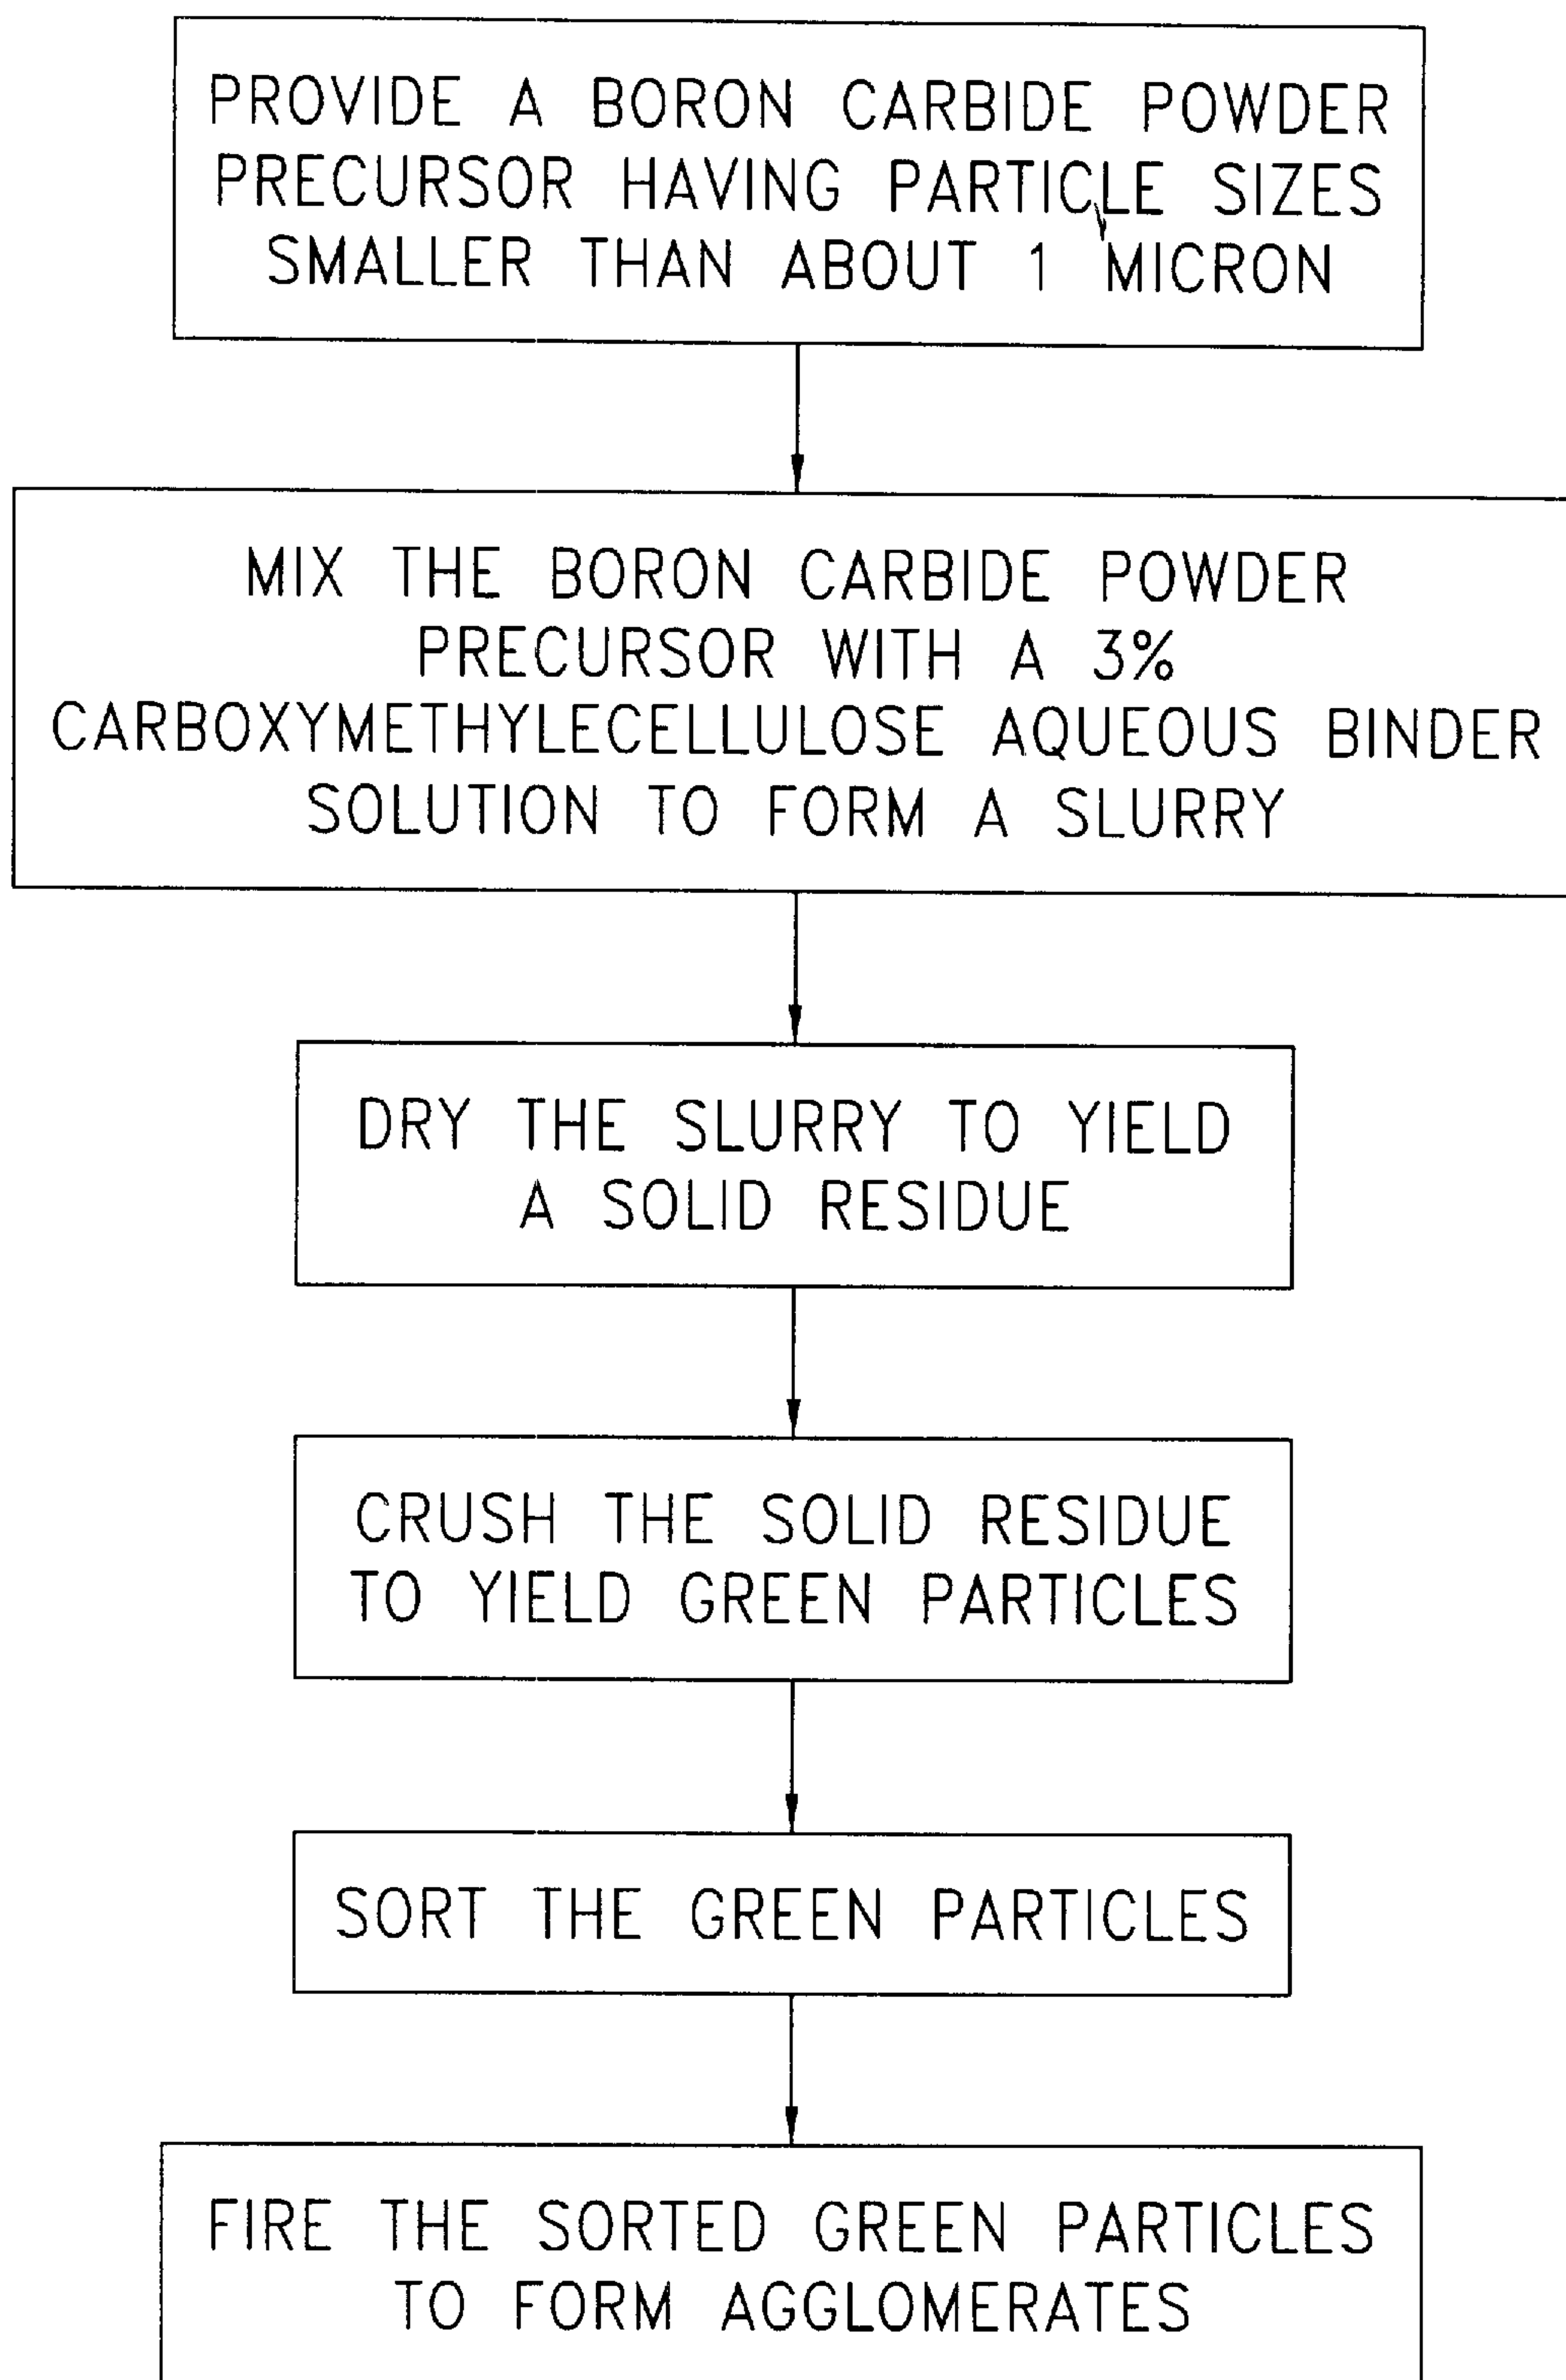 PROVIDE A BORON CARBIDE POWDER
PRECURSOR HAVING PARTICLE SIZES
SMALLER THAN ABOUT 1 MICRON
MIX THE BORON CARBIDE POWDER
PRECURSOR WITH A 3%
CARBOXYMETHYLECELLULOSE AQUEOUS BINDER
SOLUTION TO FORM A SLURRY
DRY THE SLURRY TO YIELD
A SOLID RESIDUE
CRUSH THE SOLID RESIDUE
TO YIELD GREEN PARTICLES
SORT THE GREEN PARTICLES
FIRE THE SORTED GREEN PARTICLES
TO FORM AGGLOMERATES